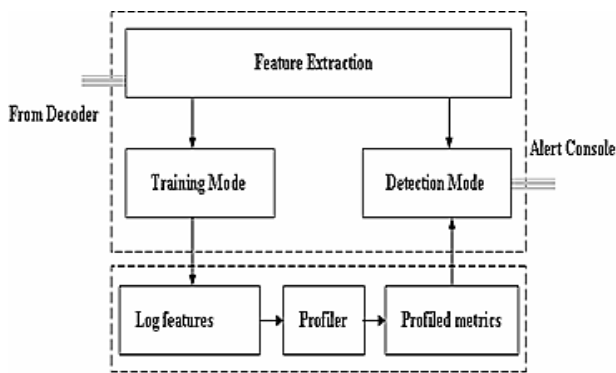 Feature Extraction
From Decoder
Alert Console
Training Mode
Detection Mode
Log features
Profiler
Profiled metrics